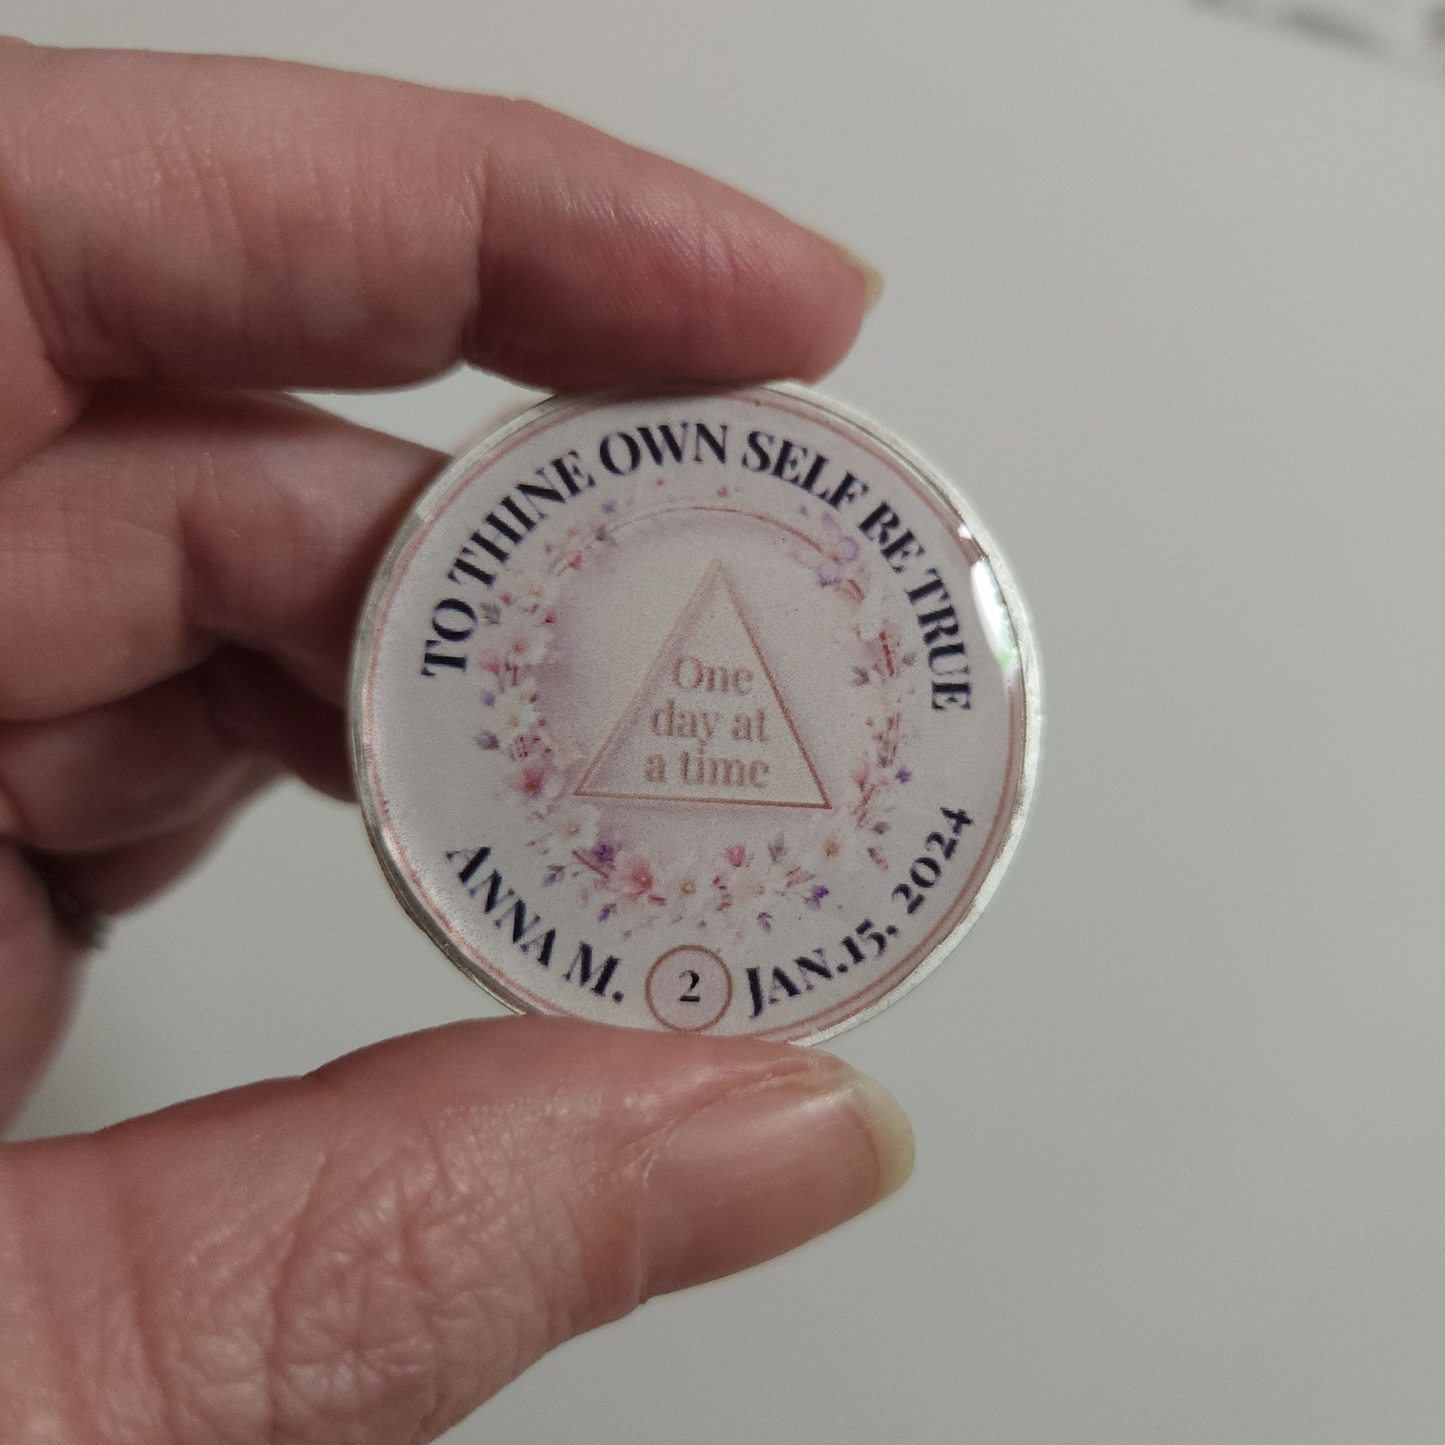 TO THINE OWN SELF BE TRUE
One
day at
a time
ANNA M.
2
JAN.15, 2024